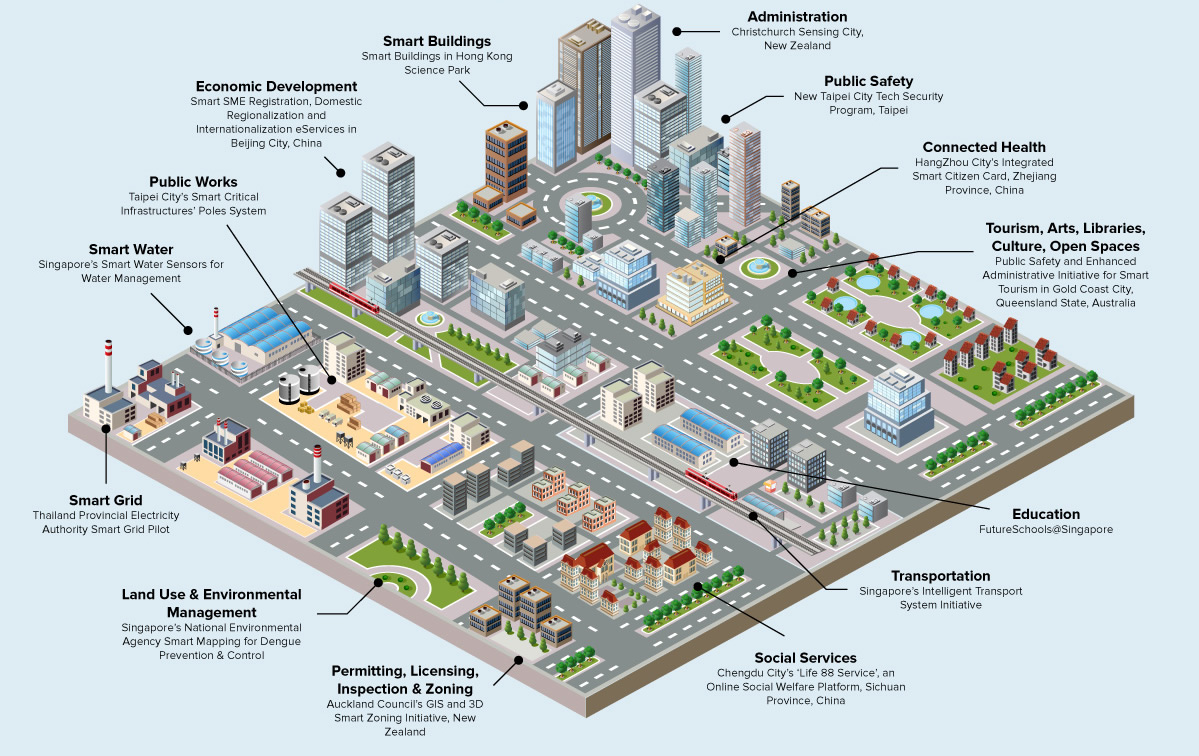 Administration
Christchurch Sensing City,
New Zealand
Smart Buildings
Smart Buildings in Hong Kong
Science Park
Public Safety
New Taipei City Tech Security
Program, Taipei
Economic Development
Smart SME Registration, Domestic
Regionalization and
Internationalization eServices in
Beijing City, China
Connected Health
HangZhou City's Integrated
Smart Citizen Card, Zhejiang
Province, China
Public Works
Taipei City's Smart Critical
Infrastructures' Poles System
Tourism, Arts, Libraries,
Culture, Open Spaces
Public Safety and Enhanced
Administrative Initiative for Smart
Tourism in Gold Coast City,
Queensland State, Australia
Smart Water
Singapore's Smart Water Sensors for
Water Management
Smart Grid
Thailand Provincial Electricity
Authority Smart Grid Pilot
Education
FutureSchools@Singapore
Transportation
Singapore's Intelligent Transport
System Initiative
Land Use & Environmental
Management
Singapore's National Environmental
Agency Smart Mapping for Dengue
Prevention & Control
Social Services
Chengdu City's 'Life 88 Service', an
Online Social Welfare Platform, Sichuan
Province, China
Permitting, Licensing,
Inspection & Zoning
Auckland Council's GIS and 3D
Smart Zoning Initiative, New
Zealand